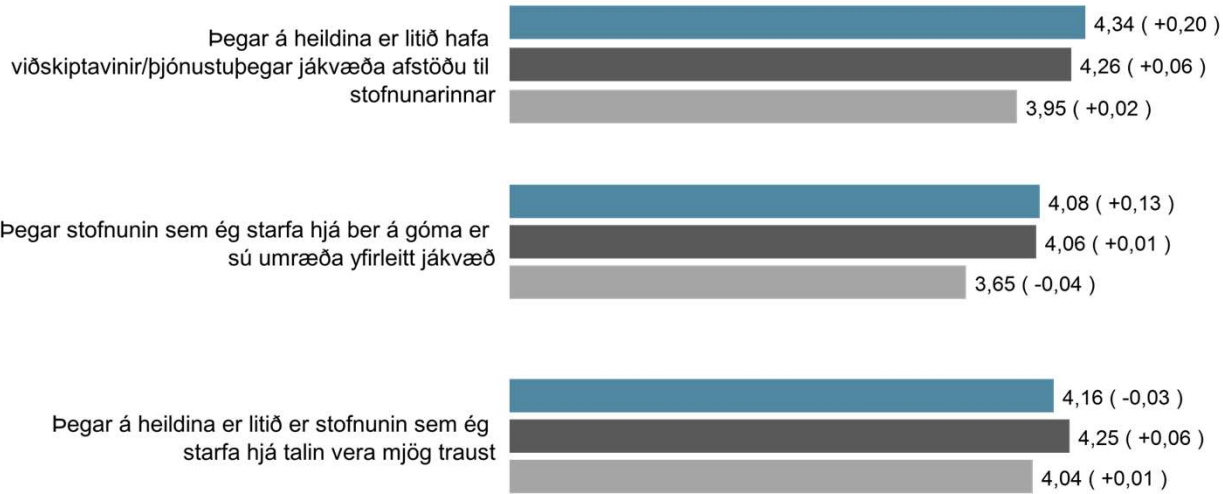 Þegar á heildina er litið hafa
viðskiptavinir/þjónustuþegar jákvæða afstöðu til
stofnunarinnar
4,34 ( +0,20 )
4,26 ( +0,06 )
3,95 ( +0,02 )
Þegar stofnunin sem ég starfa hjá ber á góma er
sú umræða yfirleitt jákvæð
4,08 ( +0,13 )
4,06 ( +0,01 )
3,65 ( -0,04 )
Þegar á heildina er litið er stofnunin sem ég
starfa hjá talin vera mjög traust
4,16 ( -0,03 )
4,25 ( +0,06 )
4,04 ( +0,01 )